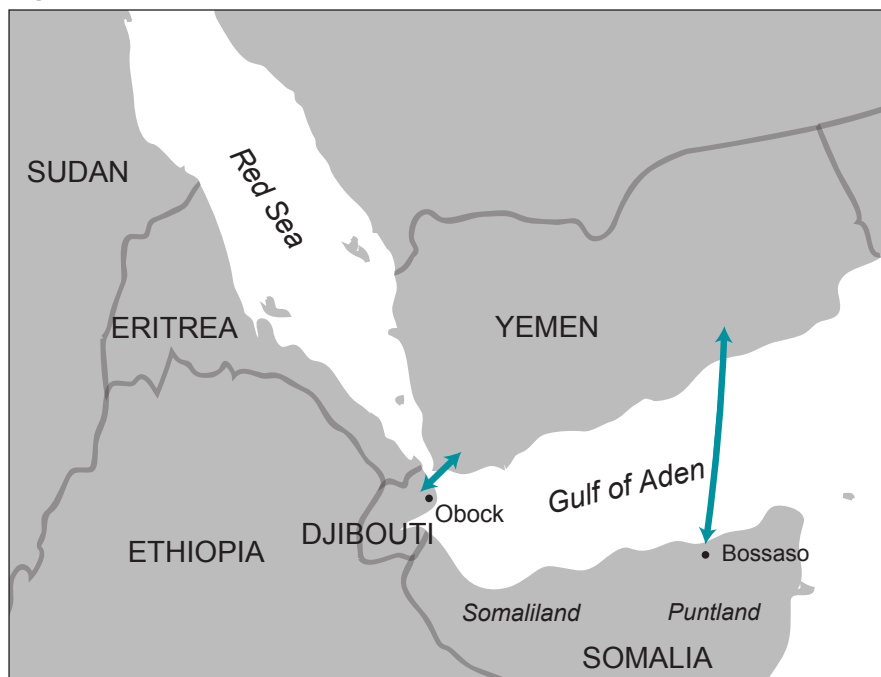 SUDAN
Red Sea
ERITREA
YEMEN
Gulf of Aden
Obock
DJIBOUTI
ETHIOPIA
Bossaso
Somaliland
Puntland
SOMALIA